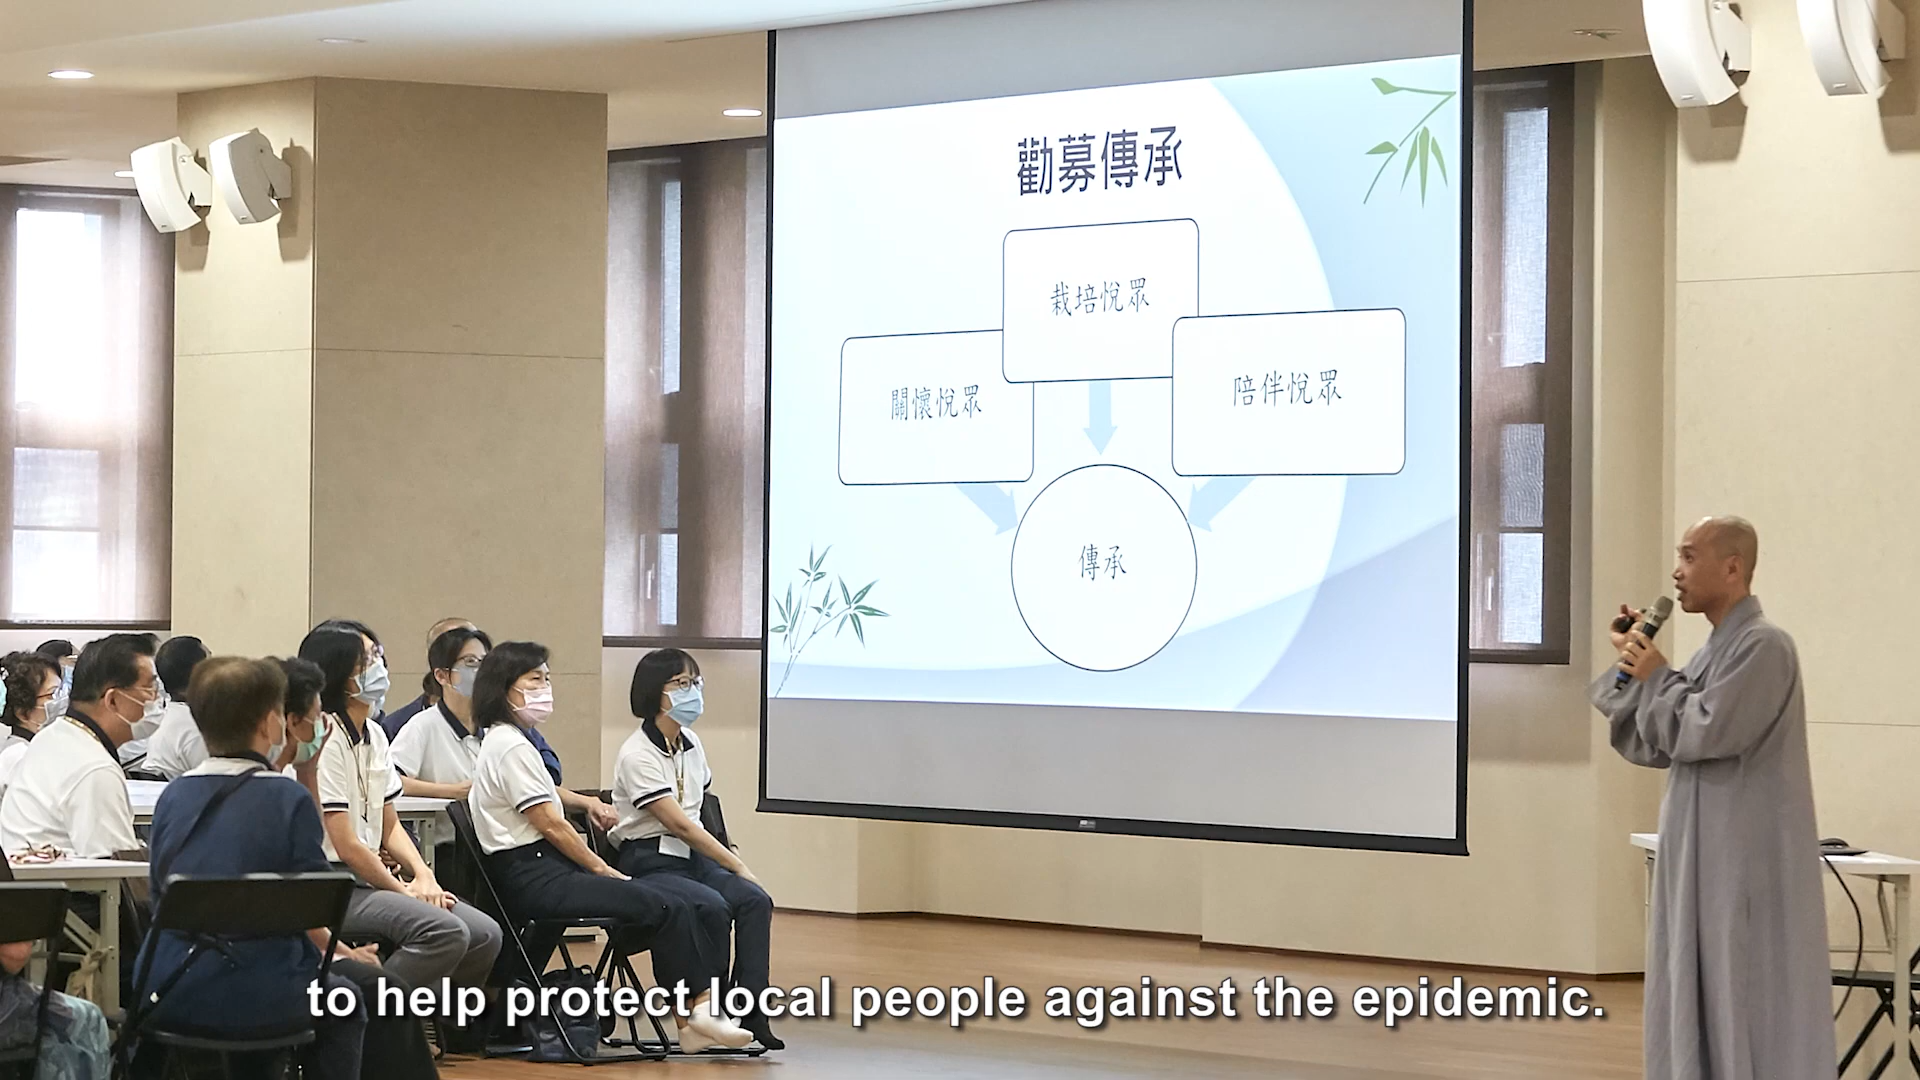 勸募傳承
栽培悅眾
關懷悅眾
陪伴悅眾
傳承
to help protect local people against the epidemic.